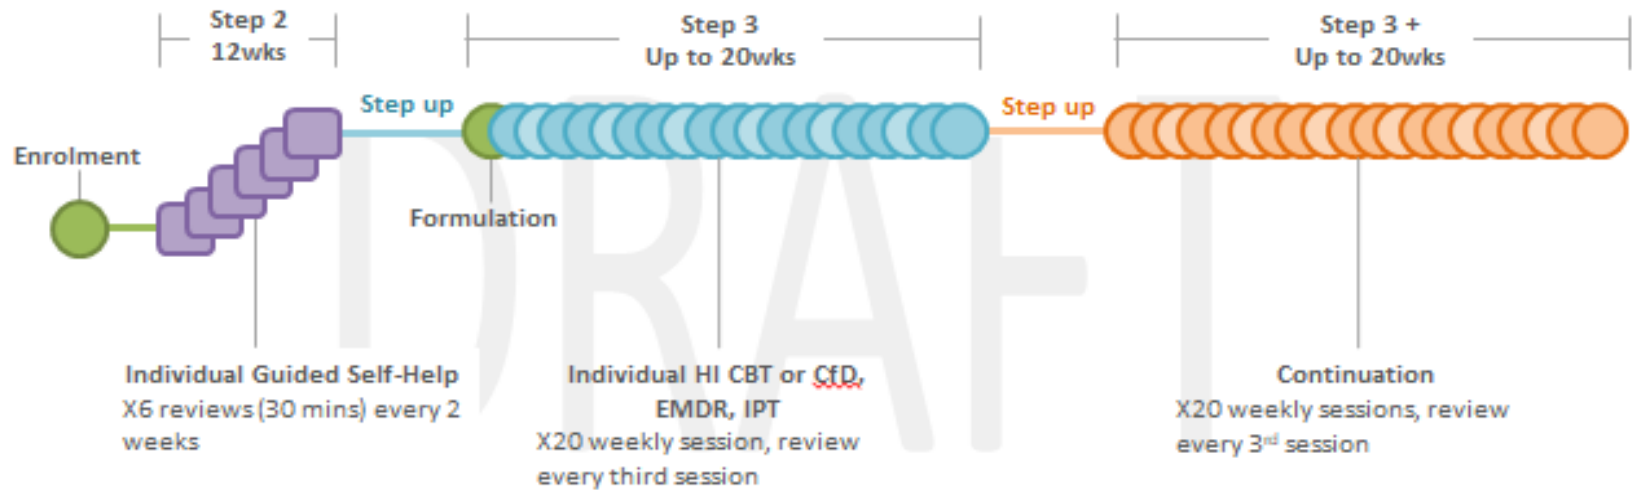 Step 2
12wks
Step 3
Up to 20wks
Step 3 +
Up to 20wks
Step up
Step up
Enrolment
Formulation
Individual Guided Self-Help
X6 reviews (30 mins) every 2
weeks
Individual HI CBT or CfD,
EMDR, IPT
X20 weekly session, review
every third session
Continuation
X20 weekly sessions, review
every 3rd session
DRAFT